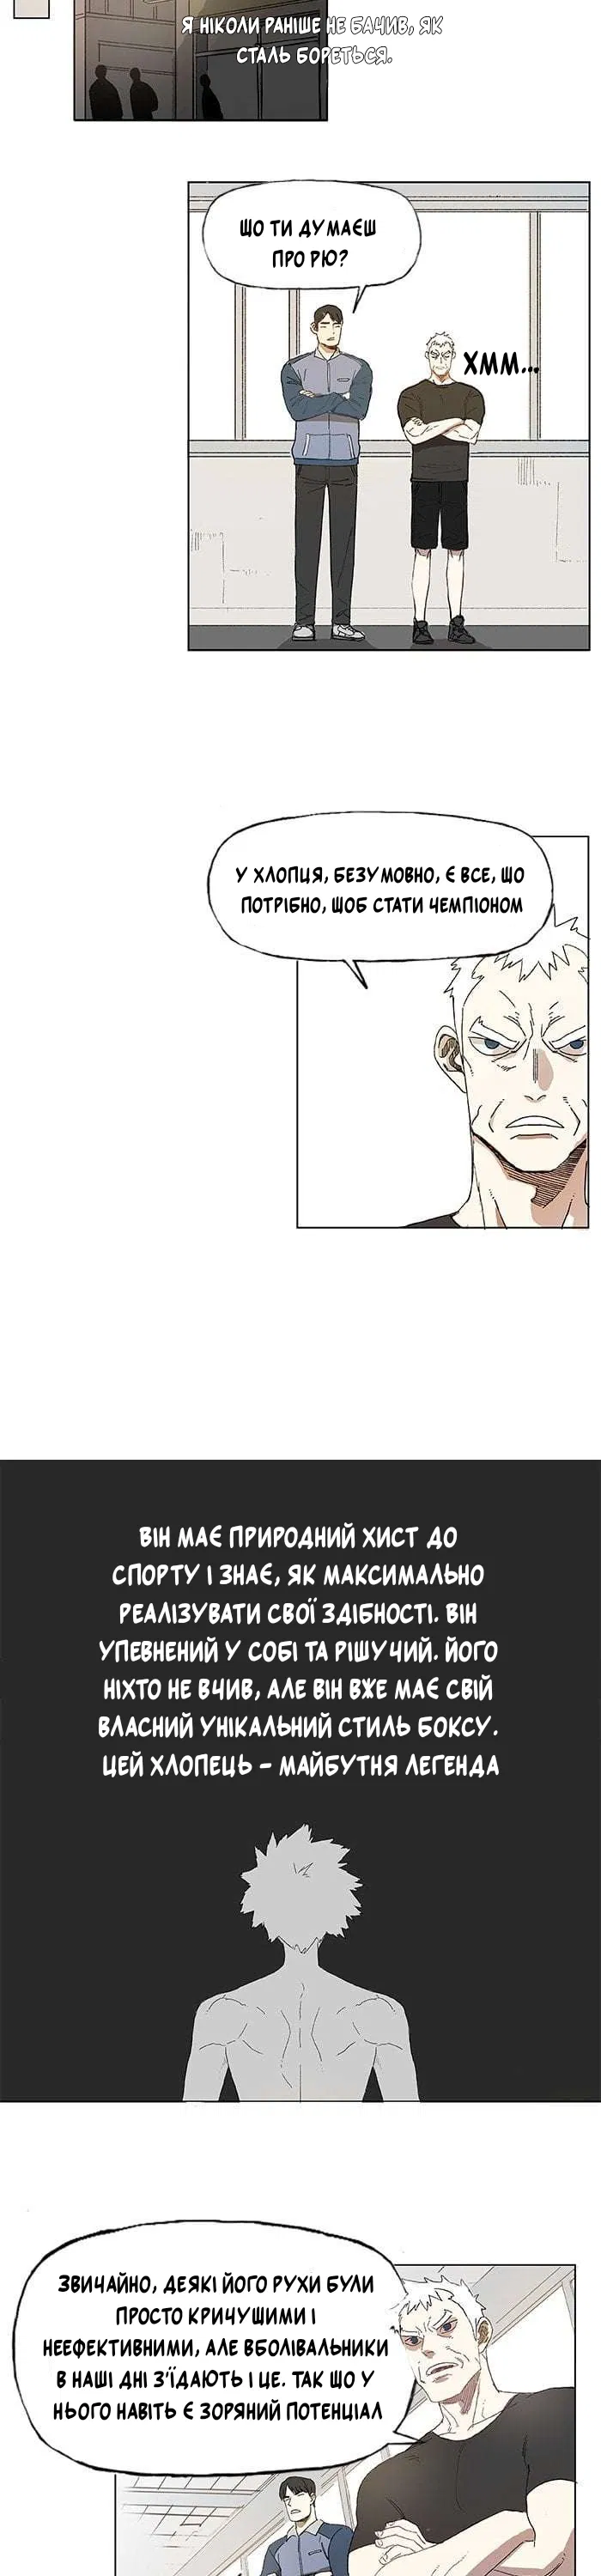 Я НІКОЛИ РАНІШЕ НЕ БАЧИВ, ЯК
СТАЛЬ БОРЕТЬСЯ.
ЩО ТИ ДУМАЄШ
ПРО РЮ?
ХММ...
У ХЛОПЦЯ, БЕЗУМОВНО, Є ВСЕ, ЩО
ПОТРІБНО, ЩОБ СТАТИ ЧЕМПІОНОМ
ВІН МАЄ ПРИРОДНИЙ ХИСТ ДО
СПОРТУ І ЗНАЄ, ЯК МАКСИМАЛЬНО
РЕАЛІЗУВАТИ СВОЇ ЗДІБНОСТІ. ВІН
УПЕВНЕНИЙ У СОБІ ТА РІШУЧИЙ. ЙОГО
НІХТО НЕ ВЧИВ, АЛЕ ВІН ВЖЕ МАЄ СВІЙ
ВЛАСНИЙ УНІКАЛЬНИЙ СТИЛЬ БОКСУ.
ЦЕЙ ХЛОПЕЦЬ - МАЙБУТНЯ ЛЕГЕНДА
ЗВИЧАЙНО, ДЕЯКІ ЙОГО РУХИ БУЛИ
ПРОСТО КРИЧУЩИМИ І
НЕЕФЕКТИВНИМИ, АЛЕ ВБОЛІВАЛЬНИКИ
В НАШІ ДНІ З'ЇДАЮТЬ І ЦЕ. ТАК ЩО У
НЬОГО НАВІТЬ Є ЗОРЯНИЙ ПОТЕНЦІАЛ